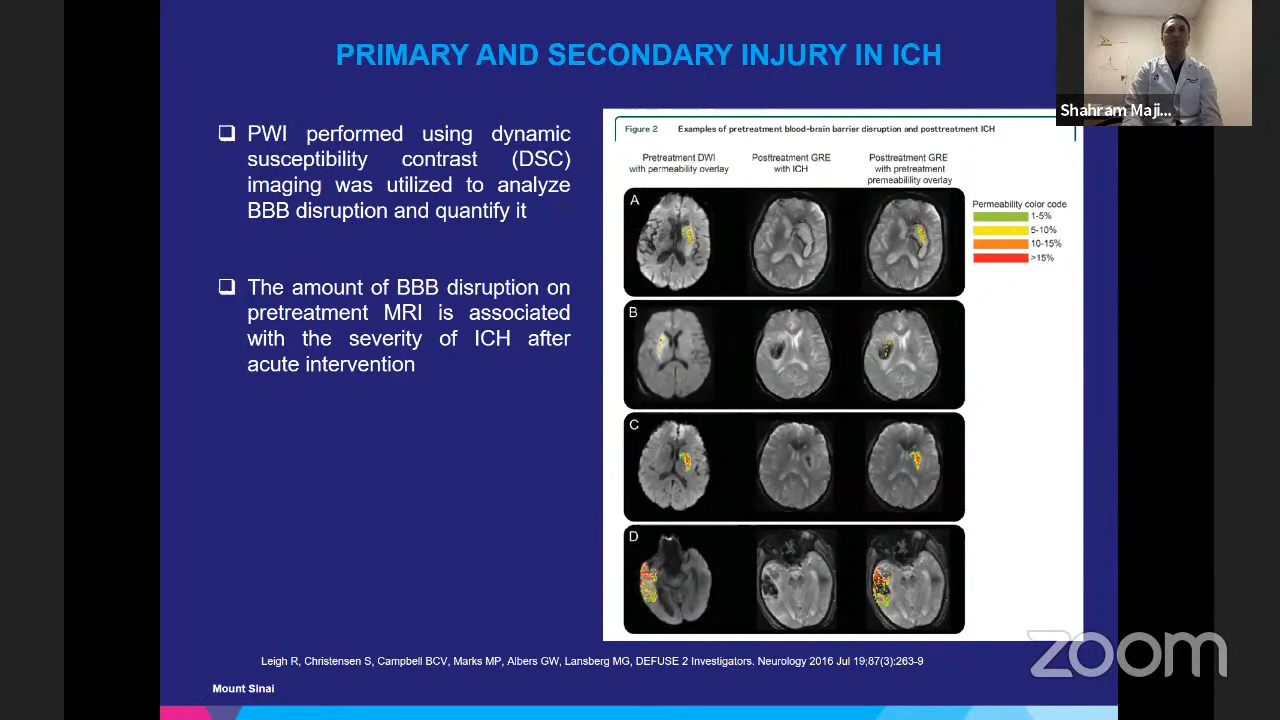 PRIMARY AND SECONDARY INJURY IN ICH
Shahram Maji...
PWI performed using dynamic
susceptibility contrast (DSC)
imaging was utilized to analyze
BBB disruption and quantify it
The amount of BBB disruption on
pretreatment MRI is associated
with the severity of ICH after
acute intervention
Figure 2 Examples of pretreatment blood-brain barrier disruption and posttreatment ICH
Pretreatment DWI
with permeability overlay
Posttreatment GRE
with ICH
Posttreatment GRE
with pretreatment
premeabilility overlay
Permeability color code
1-5%
5-10%
10-15%
>15%
A
B
C
D
Leigh R, Christensen S, Campbell BCV, Marks MP, Albers GW, Lansberg MG, DEFUSE 2 Investigators. Neurology 2016 Jul 19;87(3):263-9
Mount Sinai
zoom